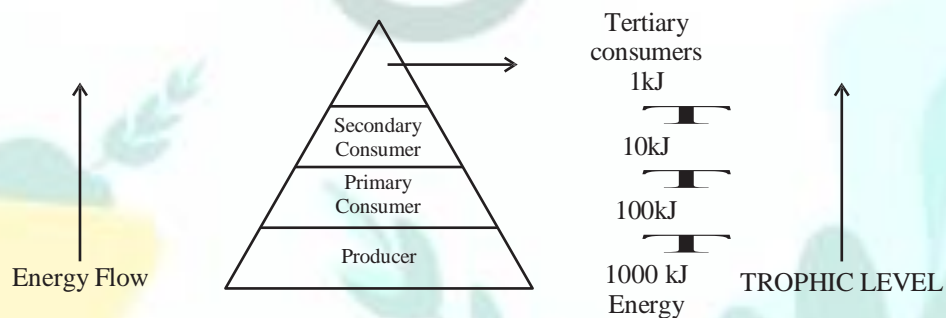 Tertiary
consumers
1kJ
Secondary
Consumer
10kJ
Primary
Consumer
100kJ
Producer
Energy Flow
1000 kJ
Energy
TROPHIC LEVEL